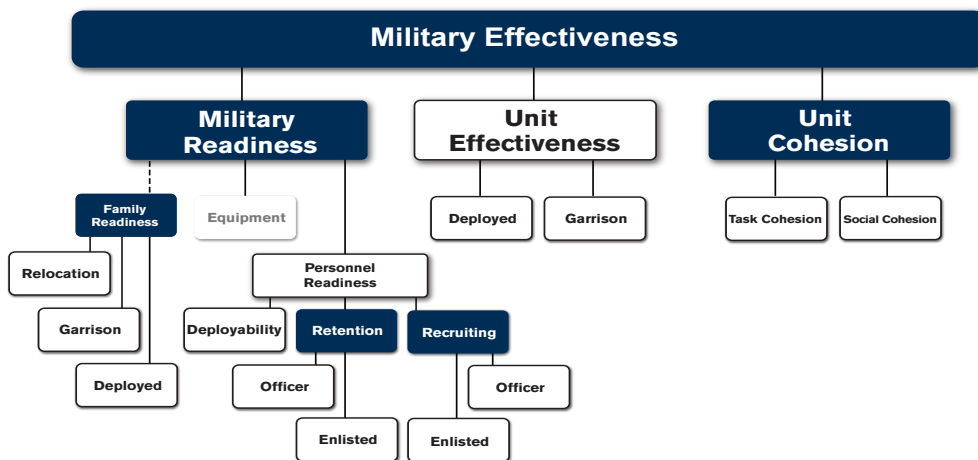 Military Effectiveness
Military
Readiness
Unit
Effectiveness
Unit
Cohesion
Family
Readiness
Equipment
Deployed
Garrison
Task Cohesion
Social Cohesion
Relocation
Personnel
Readiness
Garrison
Deployability
Retention
Recruiting
Deployed
Officer
Officer
Enlisted
Enlisted